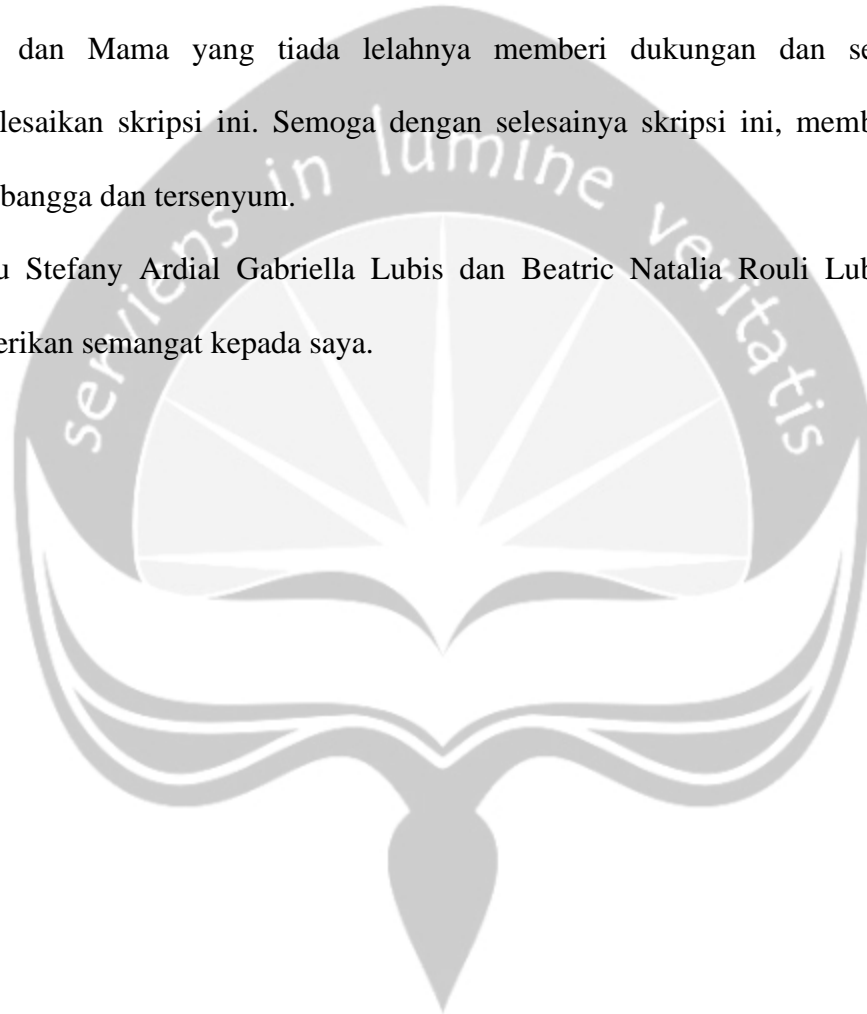 dan Mama yang tiada lelahnya memberi dukungan dan se
lesaikan skripsi ini. Semoga dengan selesainya skripsi ini, memb
bangga dan tersenyum.
u Stefany Ardial Gabriella Lubis dan Beatric Natalia Rouli Lub
erikan semangat kepada saya.
serviens in lumine veritatis